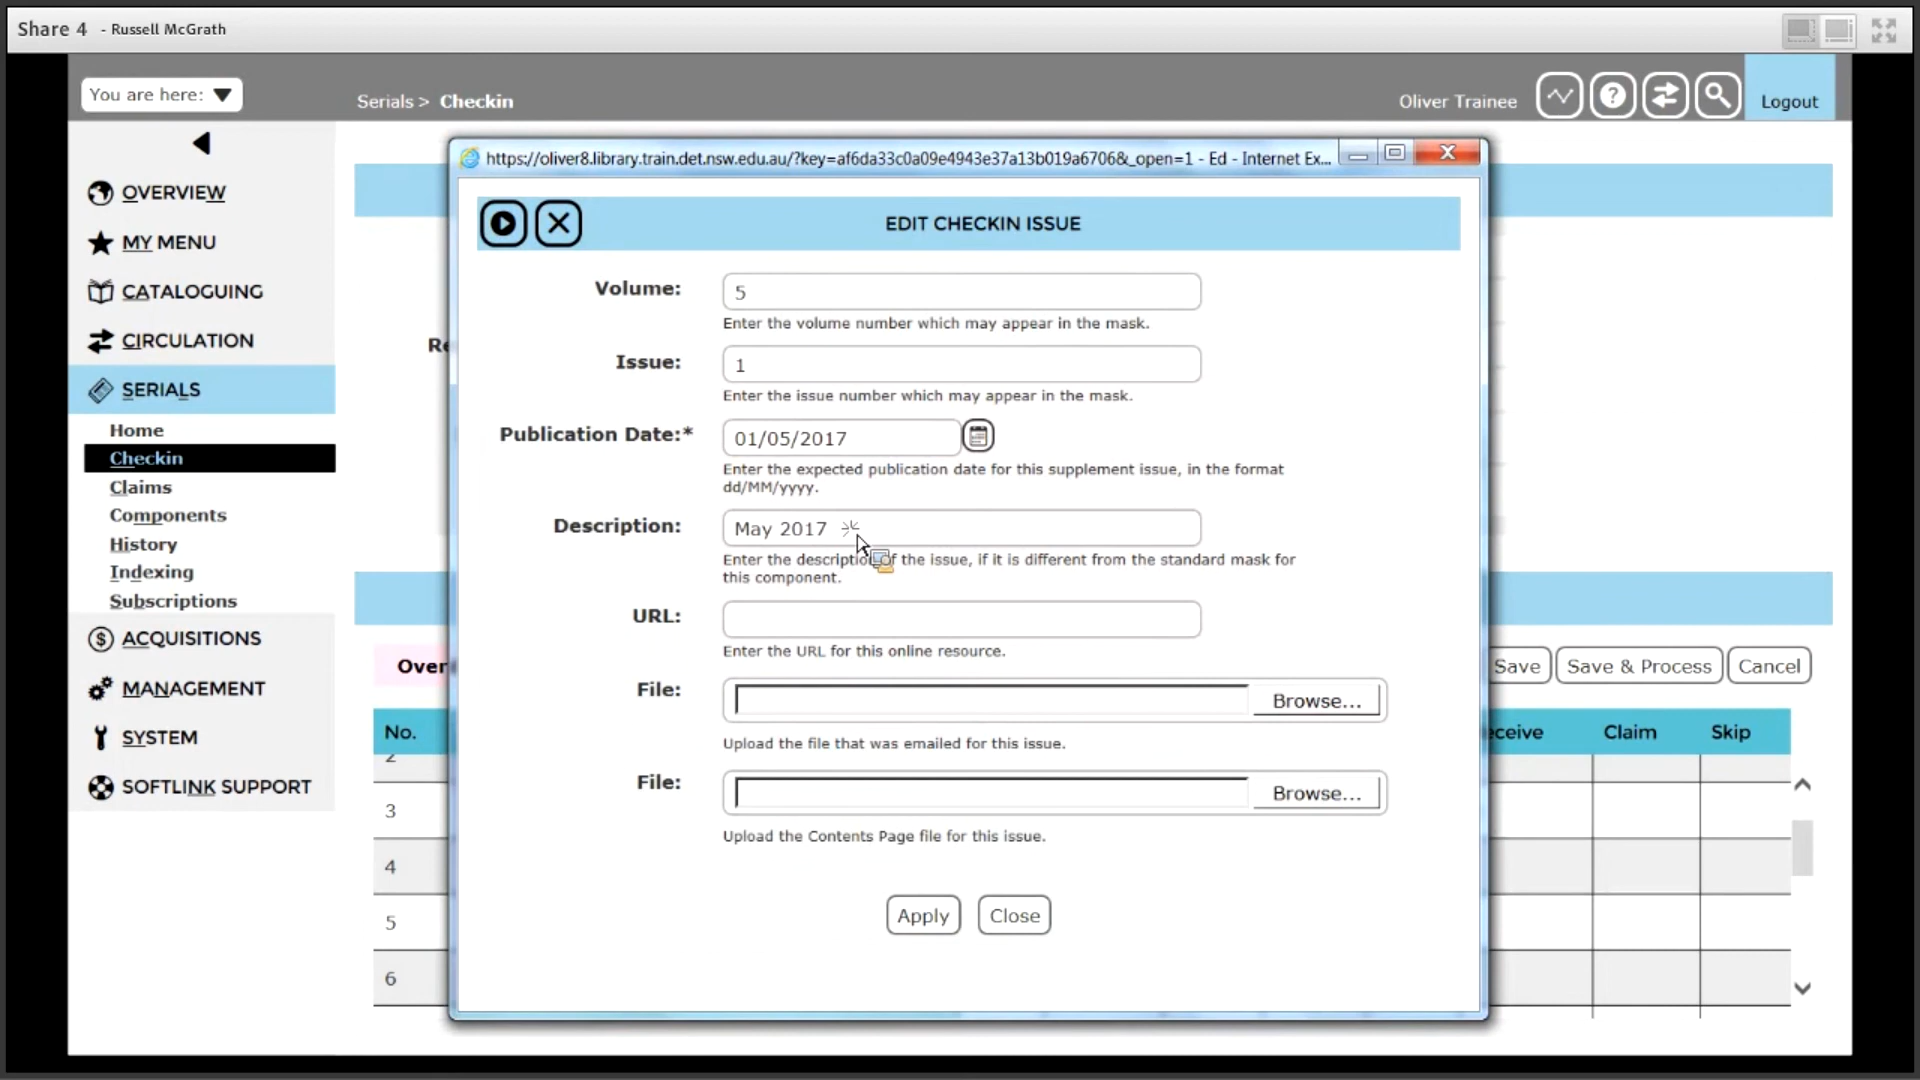 Share 4 - Russell McGrath
You are here:
Serials > Checkin
Oliver Trainee
Logout
https://oliver8.library.train.det.nsw.edu.au/?key=af6da33c0a09e4943e37a13b019a6706&_open=1 - Ed - Internet Ex...
OVERVIEW
MY MENU
CATALOGUING
CIRCULATION
SERIALS
Home
Checkin
Claims
Components
History
Indexing
Subscriptions
ACQUISITIONS
MANAGEMENT
SYSTEM
SOFTLINK SUPPORT
EDIT CHECKIN ISSUE
Volume: 5
Enter the volume number which may appear in the mask.
Issue: 1
Enter the issue number which may appear in the mask.
Publication Date:* 01/05/2017
Enter the expected publication date for this supplement issue, in the format
dd/MM/yyyy.
Description: May 2017
Enter the description of the issue, if it is different from the standard mask for
this component.
URL:
Enter the URL for this online resource.
File: Browse...
Upload the file that was emailed for this issue.
File: Browse...
Upload the Contents Page file for this issue.
Apply Close
Re
Over
Save Save & Process Cancel
No. eceive Claim Skip
2
3
4
5
6